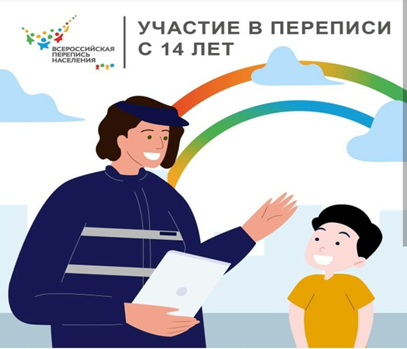 ВСЕРОССИЙСКАЯ
ПЕРЕПИСЬ
НАСЕЛЕНИЯ
УЧАСТИЕ В ПЕРЕПИСИ
С 14 ЛЕТ